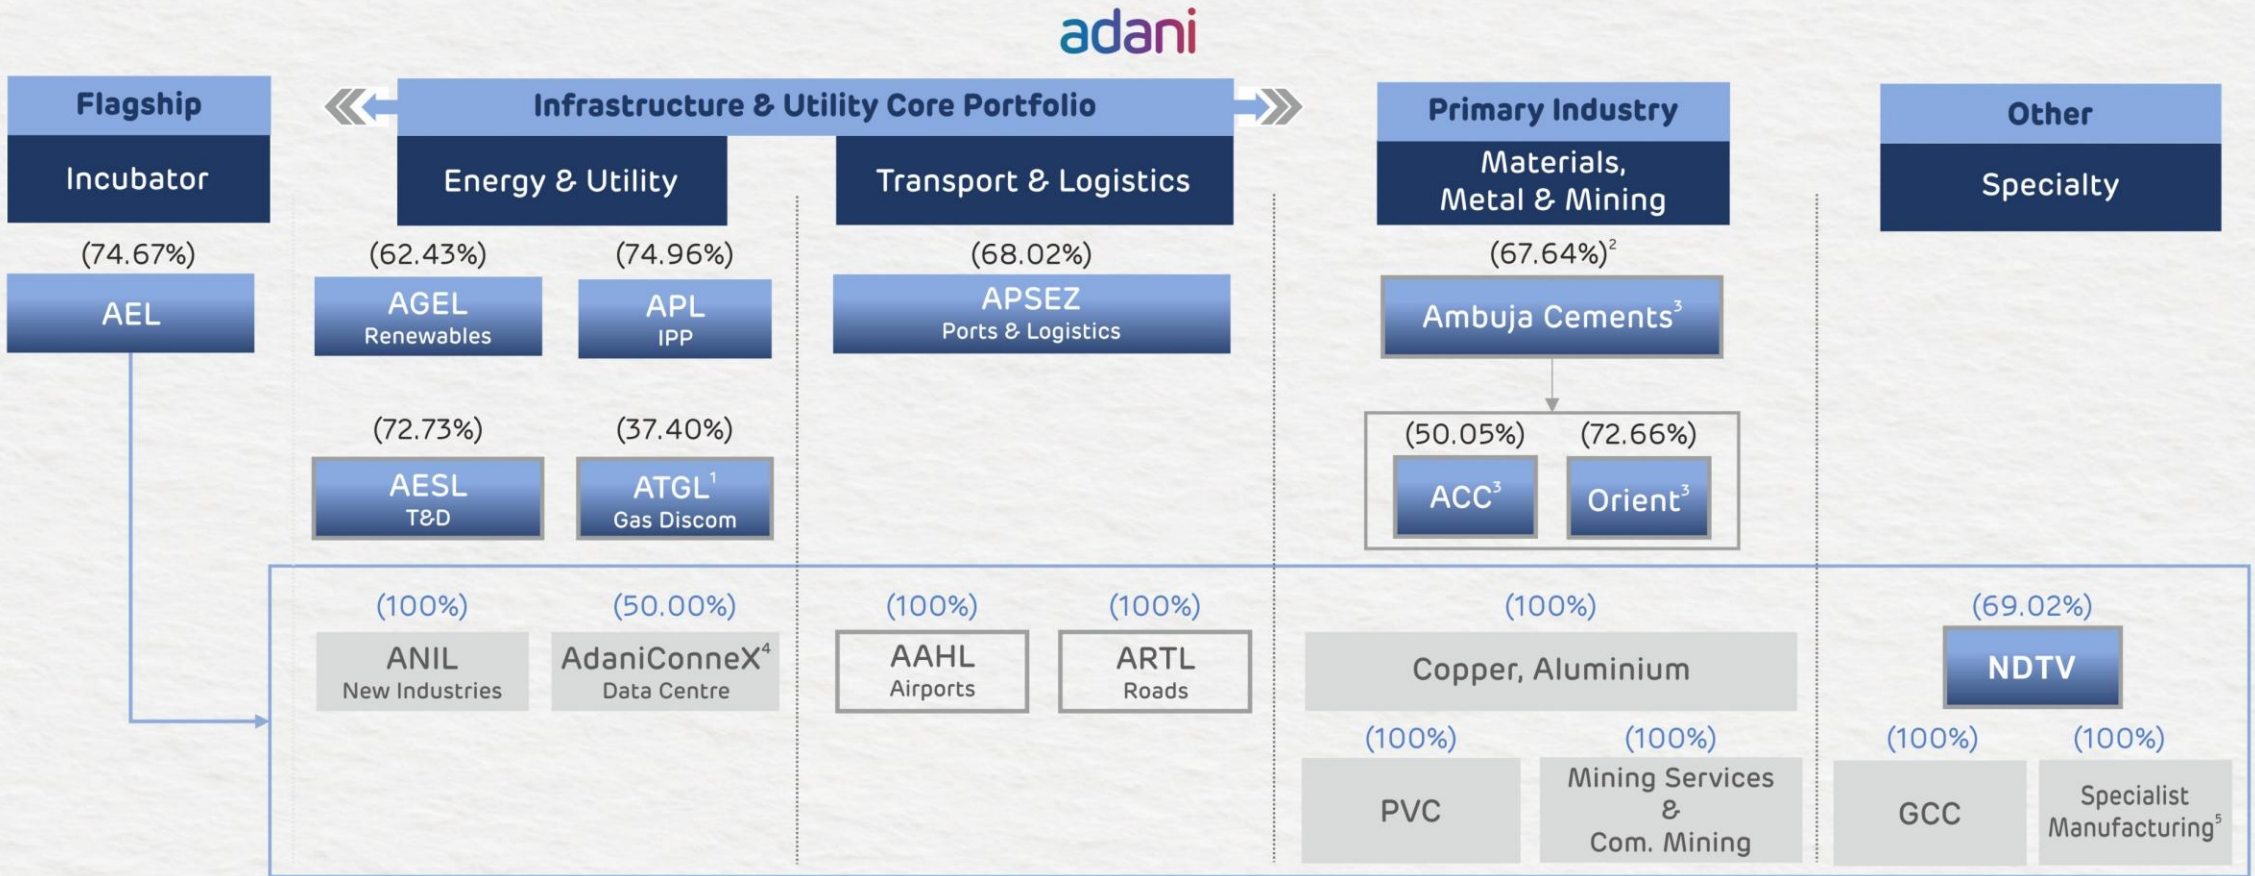 adani
Flagship
Incubator
(74.67%)
AEL
Infrastructure & Utility Core Portfolio
Energy & Utility
Transport & Logistics
(62.43%)
AGEL
Renewables
(74.96%)
APL
IPP
(68.02%)
APSEZ
Ports & Logistics
(72.73%)
AESL
T&D
(37.40%)
ATGL¹
Gas Discom
Primary Industry
Materials,
Metal & Mining
(67.64%)²
Ambuja Cements³
(50.05%)
ACC³
(72.66%)
Orient³
Other
Specialty
(100%)
ANIL
New Industries
(50.00%)
AdaniConneX⁴
Data Centre
(100%)
AAHL
Airports
(100%)
ARTL
Roads
(100%)
Copper, Aluminium
(100%)
PVC
(100%)
Mining Services
&
Com. Mining
(69.02%)
NDTV
(100%)
GCC
(100%)
Specialist
Manufacturing⁵